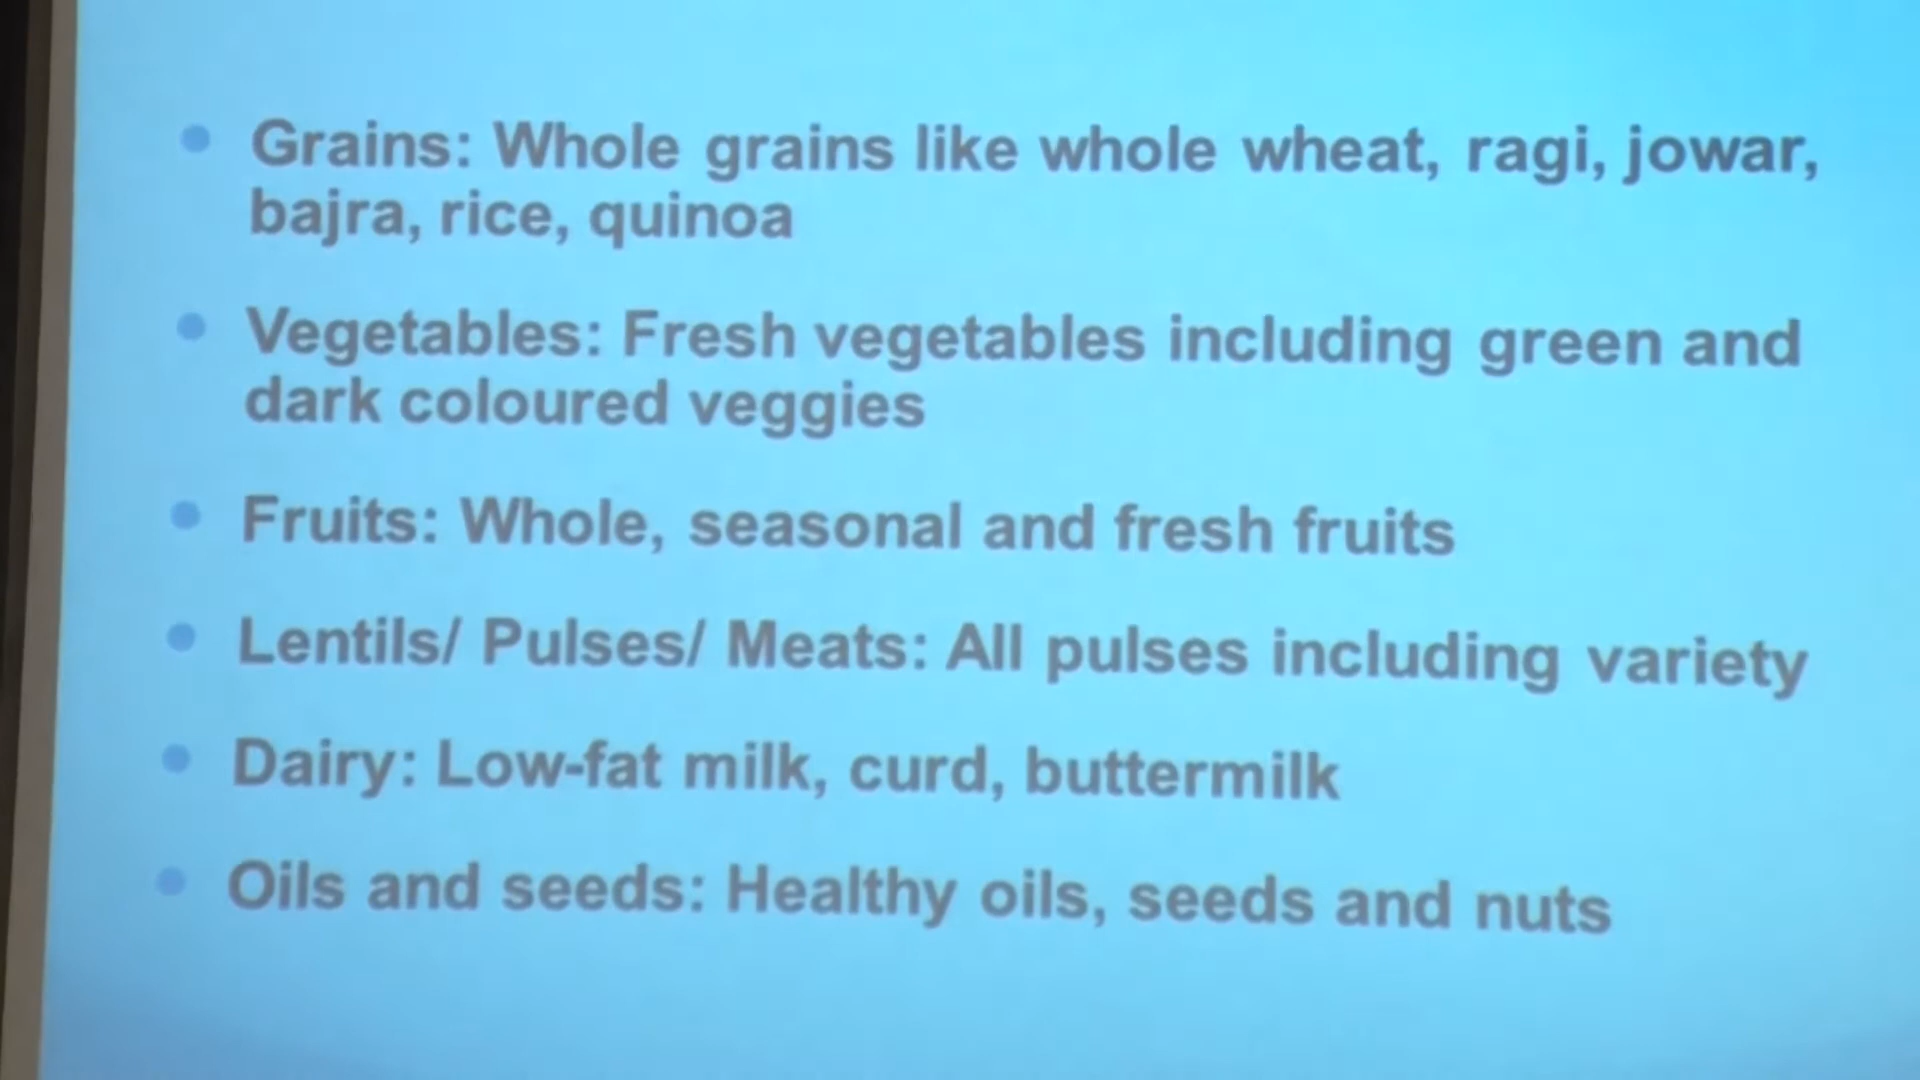 Grains: Whole grains like whole wheat, ragi, jowar,
bajra, rice, quinoa
Vegetables: Fresh vegetables including green and
dark coloured veggies
Fruits: Whole, seasonal and fresh fruits
Lentils/ Pulses/ Meats: All pulses including variety
Dairy: Low-fat milk, curd, buttermilk
Oils and seeds: Healthy oils, seeds and nuts